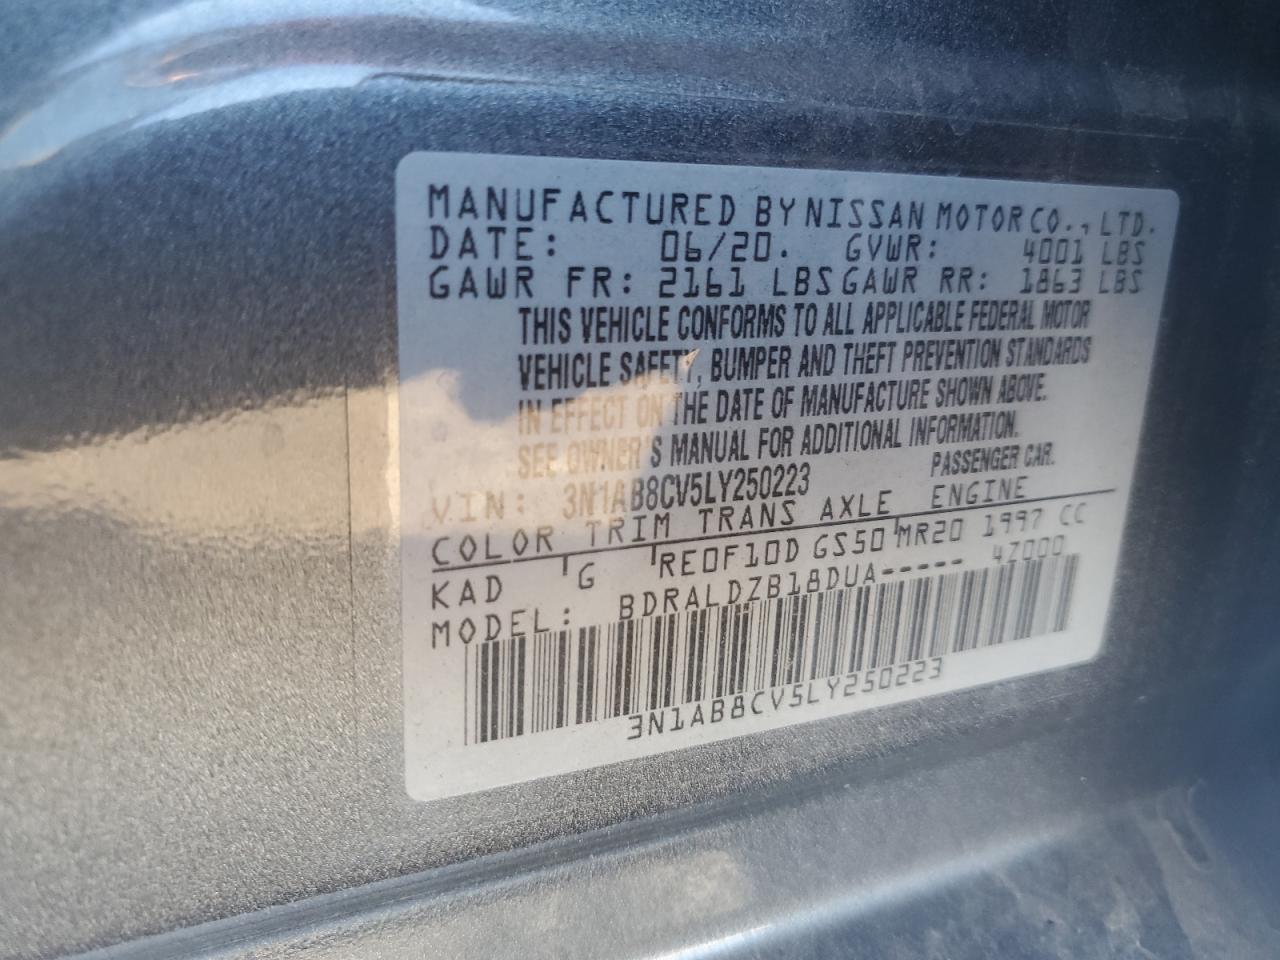 MANUFACTURED BY NISSAN MOTOR CO., LTD.
DATE: 06/20. GVWR: 4001 LBS
GAWR FR: 2161 LBS GAWR RR: 1863 LBS
THIS VEHICLE CONFORMS TO ALL APPLICABLE FEDERAL MOTOR
VEHICLE SAFETY, BUMPER AND THEFT PREVENTION STANDARDS
IN EFFECT ON THE DATE OF MANUFACTURE SHOWN ABOVE.
SEE OWNER'S MANUAL FOR ADDITIONAL INFORMATION.
VIN: 3N1AB8CV5LY250223 PASSENGER CAR.
COLOR TRIM TRANS AXLE ENGINE
KAD G RE0F10D GS50 MR20 1997 CC
MODEL: BDRALDZB18DUA----- 4Z000
3N1AB8CV5LY250223